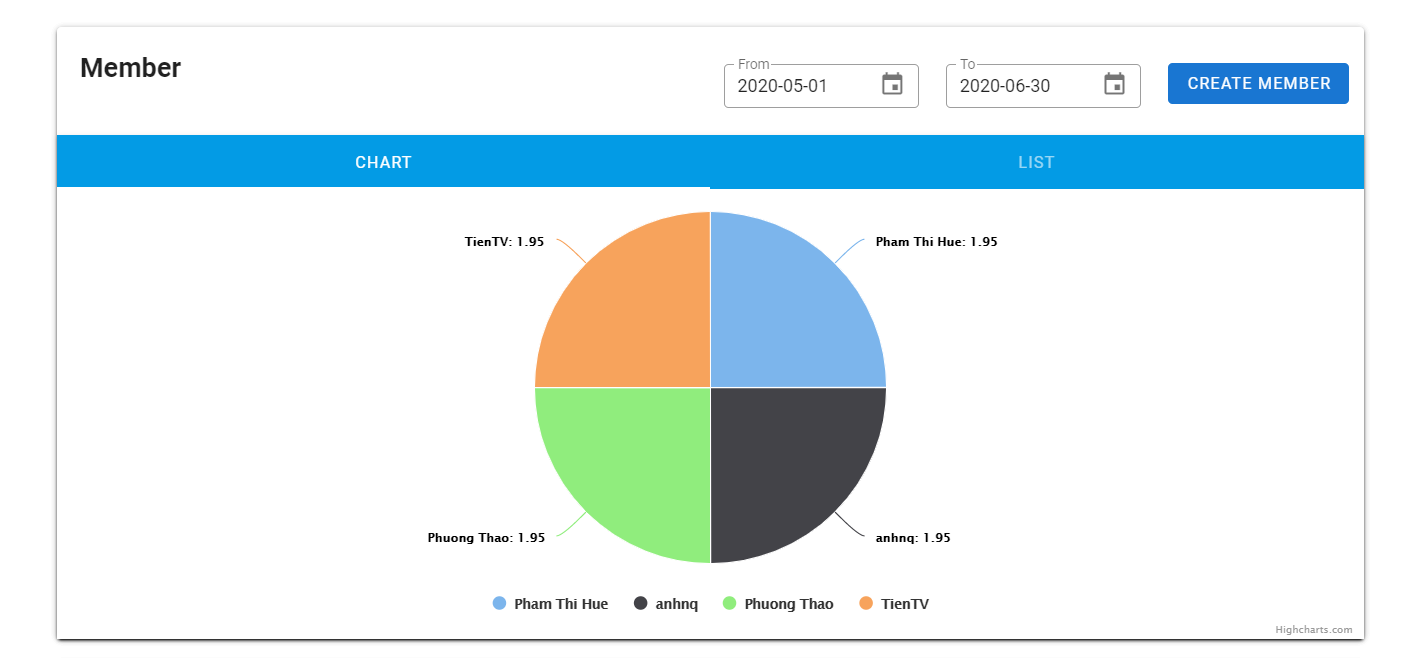 Member
From
2020-05-01
To
2020-06-30
CREATE MEMBER
CHART
LIST
TienTV: 1.95
Pham Thi Hue: 1.95
Phuong Thao: 1.95
anhnq: 1.95
Pham Thi Hue
anhnq
Phuong Thao
TienTV
Highcharts.com